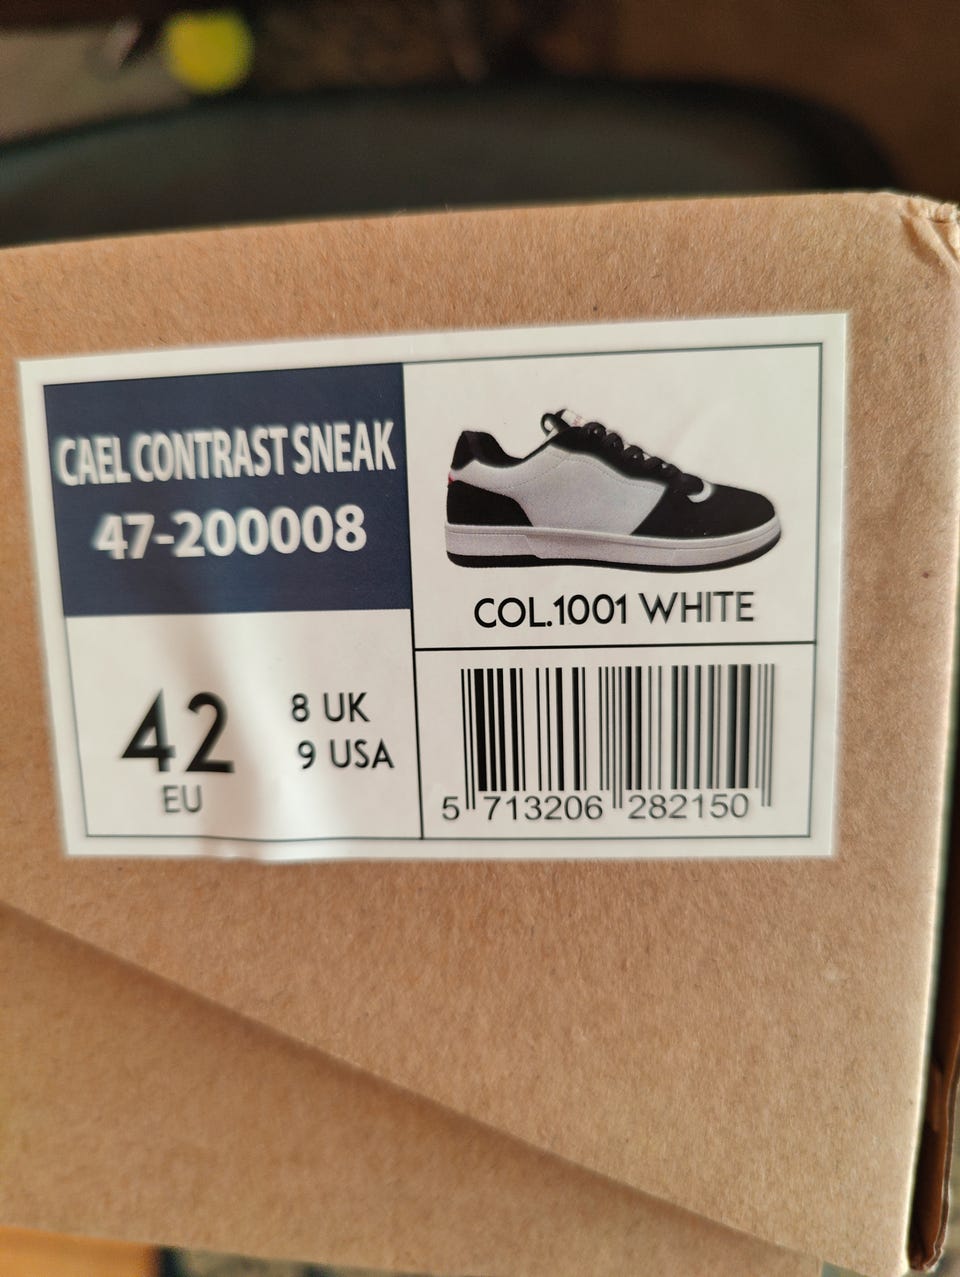 CAEL CONTRAST SNEAK
47-200008
COL.1001 WHITE
42
EU
8 UK
9 USA
5 713206 282150